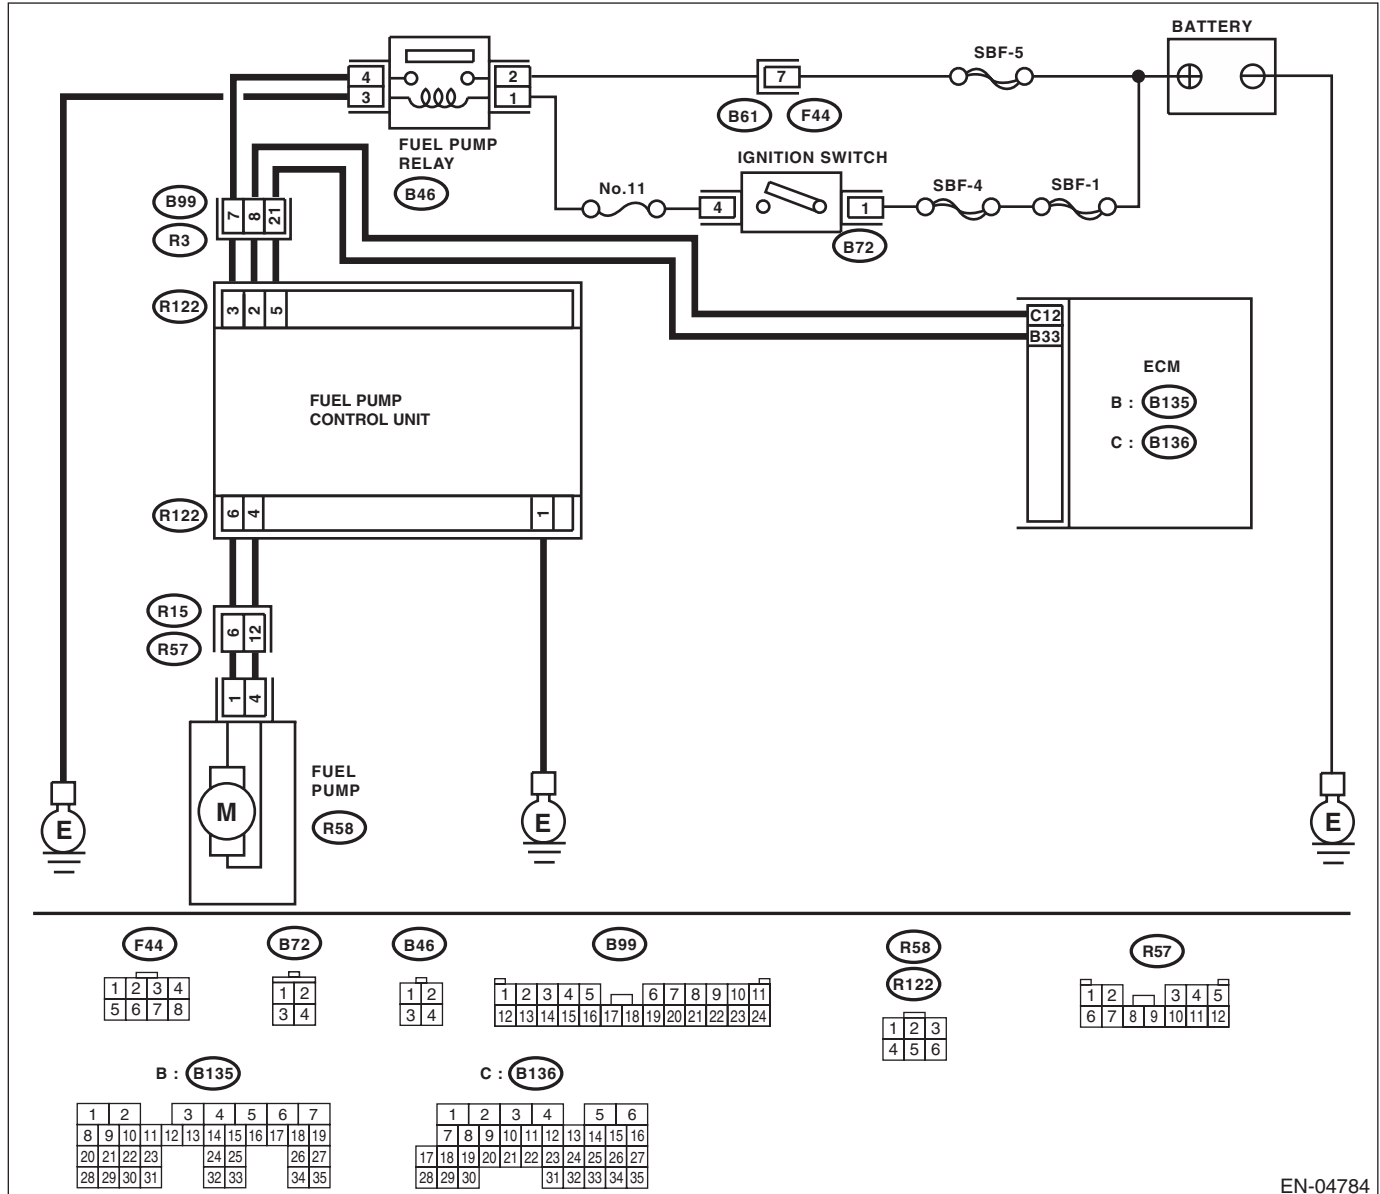 BATTERY
SBF-5
4 2 7
3 1
B61 F44
FUEL PUMP
RELAY
B46
IGNITION SWITCH
No.11 4 1 SBF-4 SBF-1
B72
B99 7 8 21
R3
R122 3 2 5
C12
B33
ECM
B : B135
C : B136
FUEL PUMP
CONTROL UNIT
R122 6 4 1
R15 6 12
R57
1 4
FUEL
PUMP
M
R58
E E E
F44 B72 B46 B99 R58 R57
R122
1 2 3 4
5 6 7 8
1 2
3 4
1 2
3 4
1 2 3 4 5 6 7 8 9 10 11
12 13 14 15 16 17 18 19 20 21 22 23 24
1 2 3
4 5 6
1 2 3 4 5
6 7 8 9 10 11 12
B : B135
1 2 3 4 5 6 7
8 9 10 11 12 13 14 15 16 17 18 19
20 21 22 23 24 25 26 27
28 29 30 31 32 33 34 35
C : B136
1 2 3 4 5 6
7 8 9 10 11 12 13 14 15 16
17 18 19 20 21 22 23 24 25 26 27
28 29 30 31 32 33 34 35
EN-04784